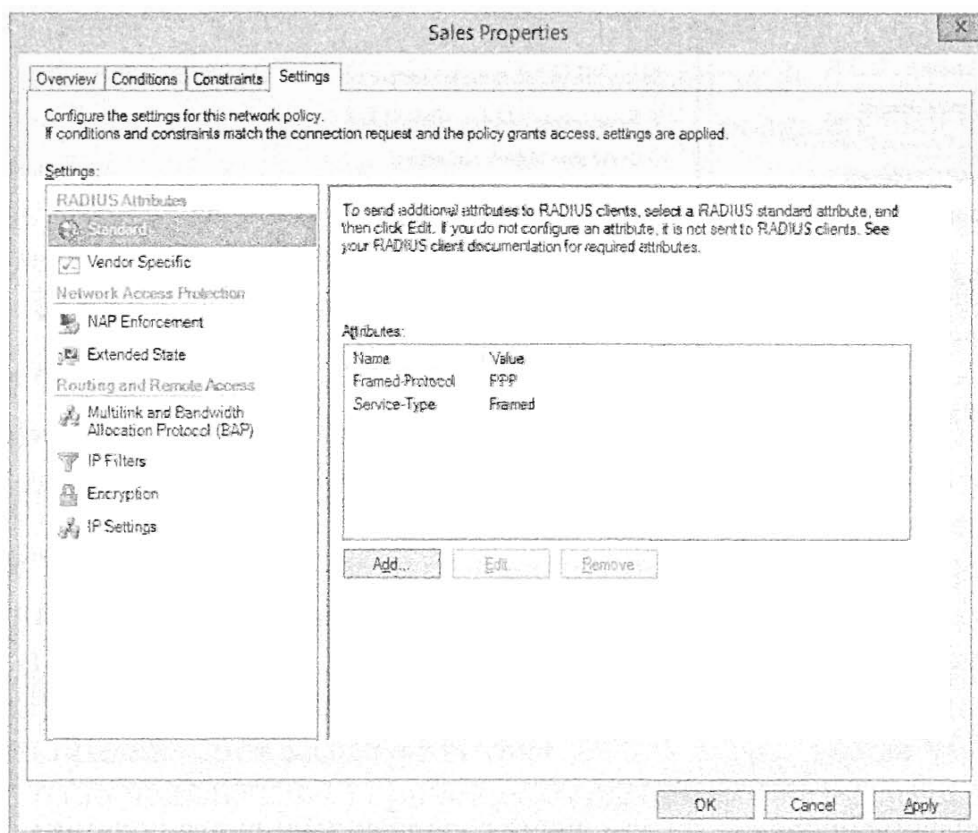 Sales Properties
X
Overview Conditions Constraints Settings
Configure the settings for this network policy.
If conditions and constraints match the connection request and the policy grants access, settings are applied.
Settings:
RADIUS Attributes
Standard
Vendor Specific
Network Access Protection
NAP Enforcement
Extended State
Routing and Remote Access
Multilink and Bandwidth
Allocation Protocol (BAP)
IP Filters
Encryption
IP Settings
To send additional attributes to RADIUS clients, select a RADIUS standard attribute, and
then click Edit. If you do not configure an attribute, it is not sent to RADIUS clients. See
your RADIUS client documentation for required attributes.
Attributes:
Name Value
Framed-Protocol PPP
Service-Type Framed
Add... Edit... Remove
OK Cancel Apply